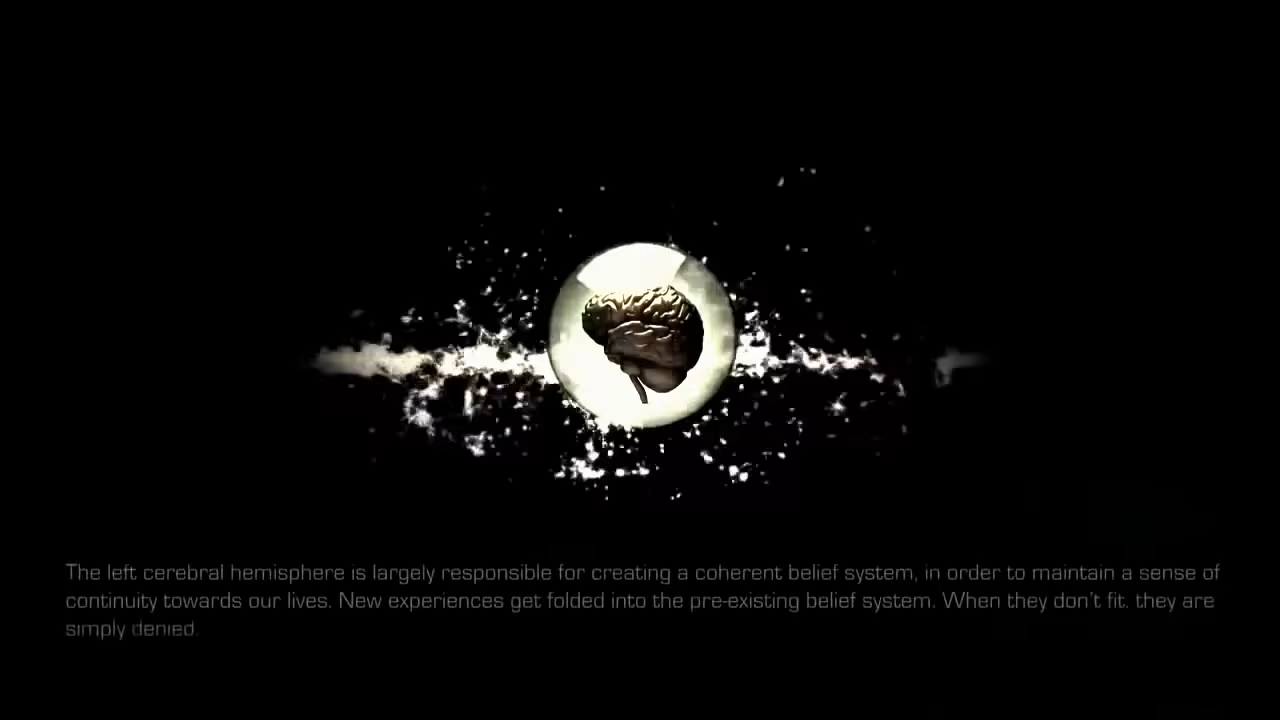 The left cerebral hemisphere is largely responsible for creating a coherent belief system, in order to maintain a sense of
continuity towards our lives. New experiences get folded into the pre-existing belief system. When they don't fit. they are
simply denied.